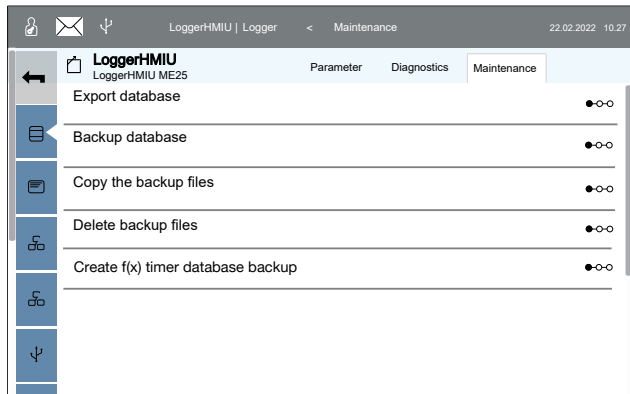 LoggerHMIU | Logger < Maintenance 22.02.2022 10.27
LoggerHMIU
LoggerHMIU ME25
Parameter Diagnostics Maintenance
Export database
Backup database
Copy the backup files
Delete backup files
Create f(x) timer database backup